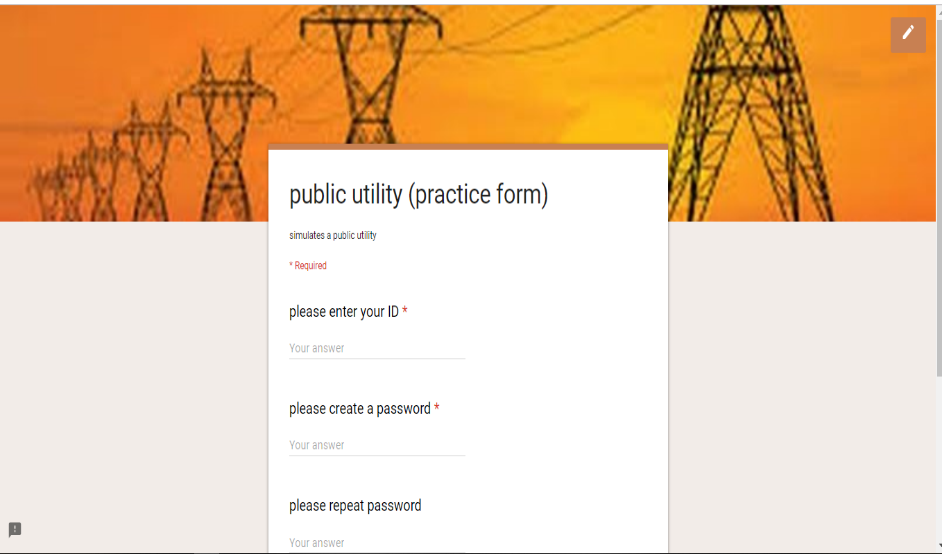 public utility (practice form)
simulates a public utility
* Required
please enter your ID *
Your answer
please create a password *
Your answer
please repeat password
Your answer